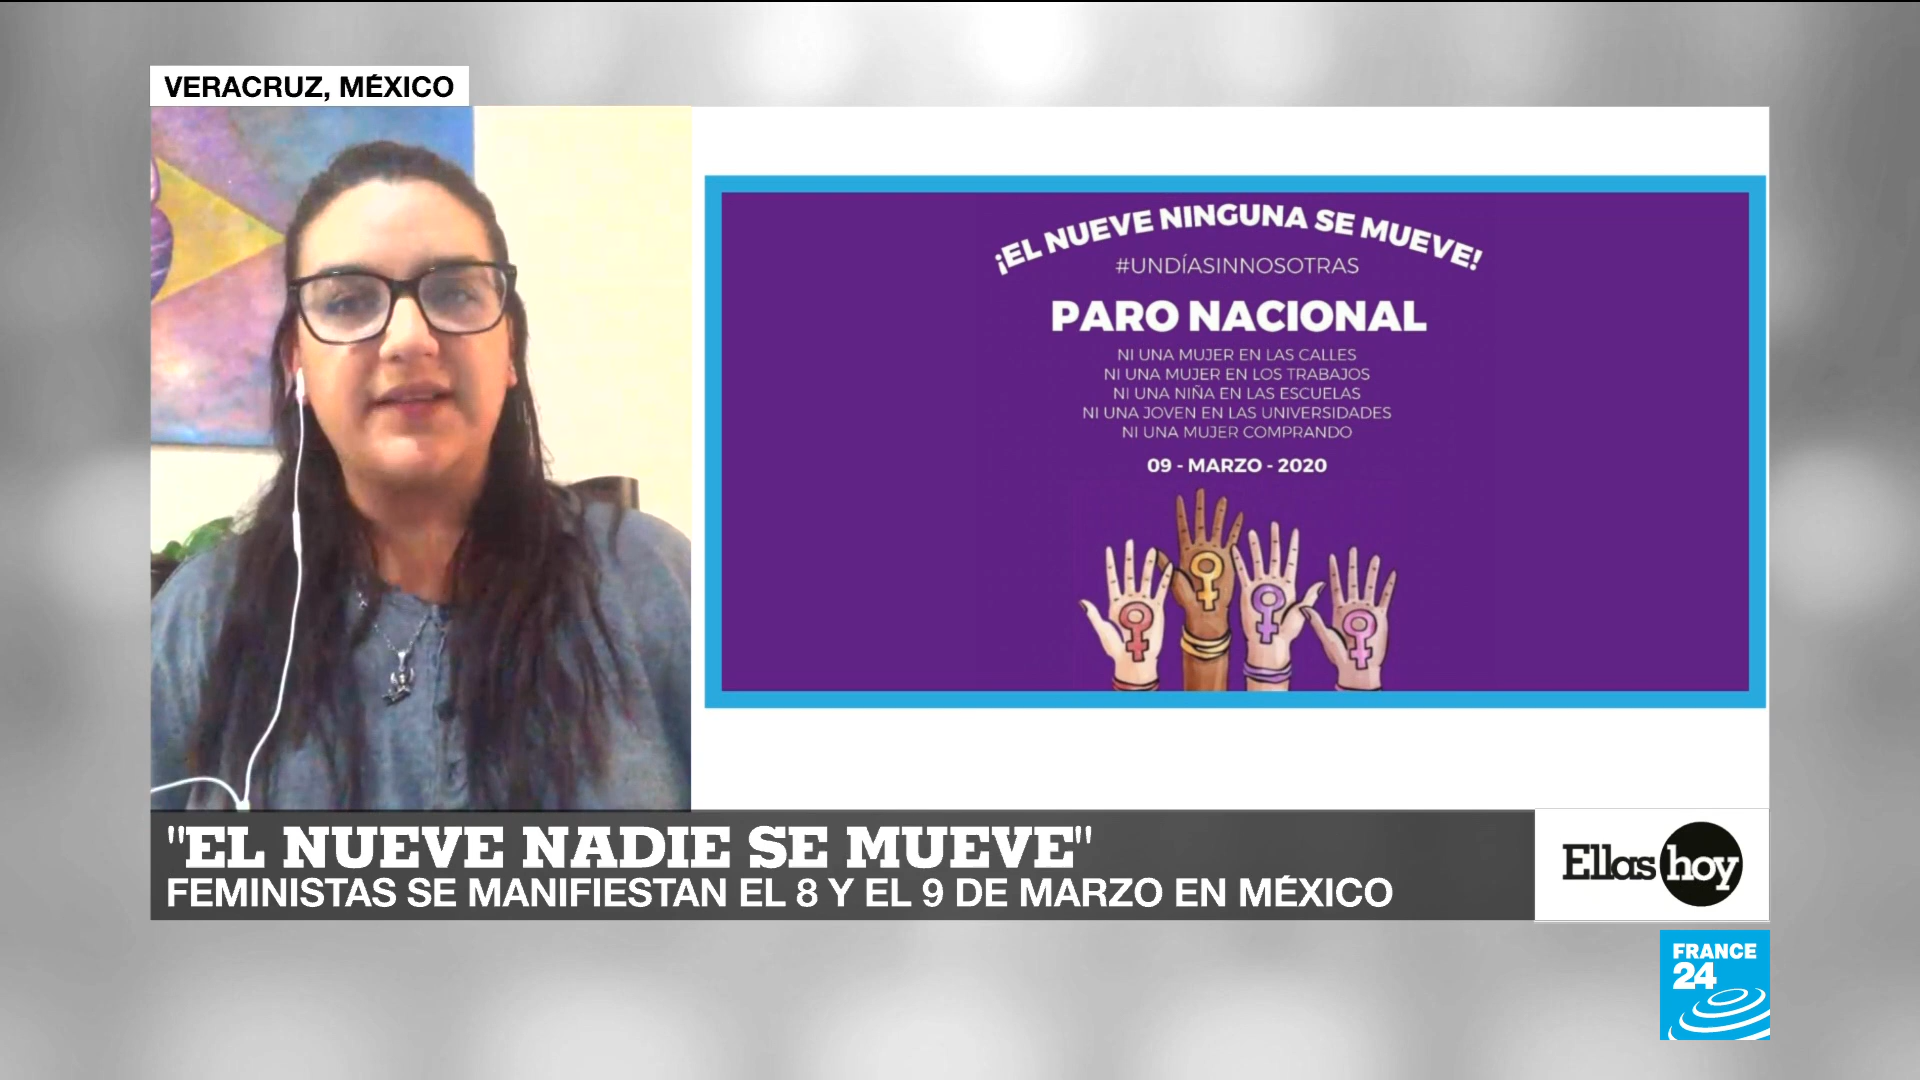 VERACRUZ, MÉXICO
¡EL NUEVE NINGUNA SE MUEVE!
#UNDÍASINNOSOTRAS
PARO NACIONAL
NI UNA MUJER EN LAS CALLES
NI UNA MUJER EN LOS TRABAJOS
NI UNA NIÑA EN LAS ESCUELAS
NI UNA JOVEN EN LAS UNIVERSIDADES
NI UNA MUJER COMPRANDO
09 - MARZO - 2020
"EL NUEVE NADIE SE MUEVE"
FEMINISTAS SE MANIFIESTAN EL 8 Y EL 9 DE MARZO EN MÉXICO
Ellas hoy
FRANCE
24